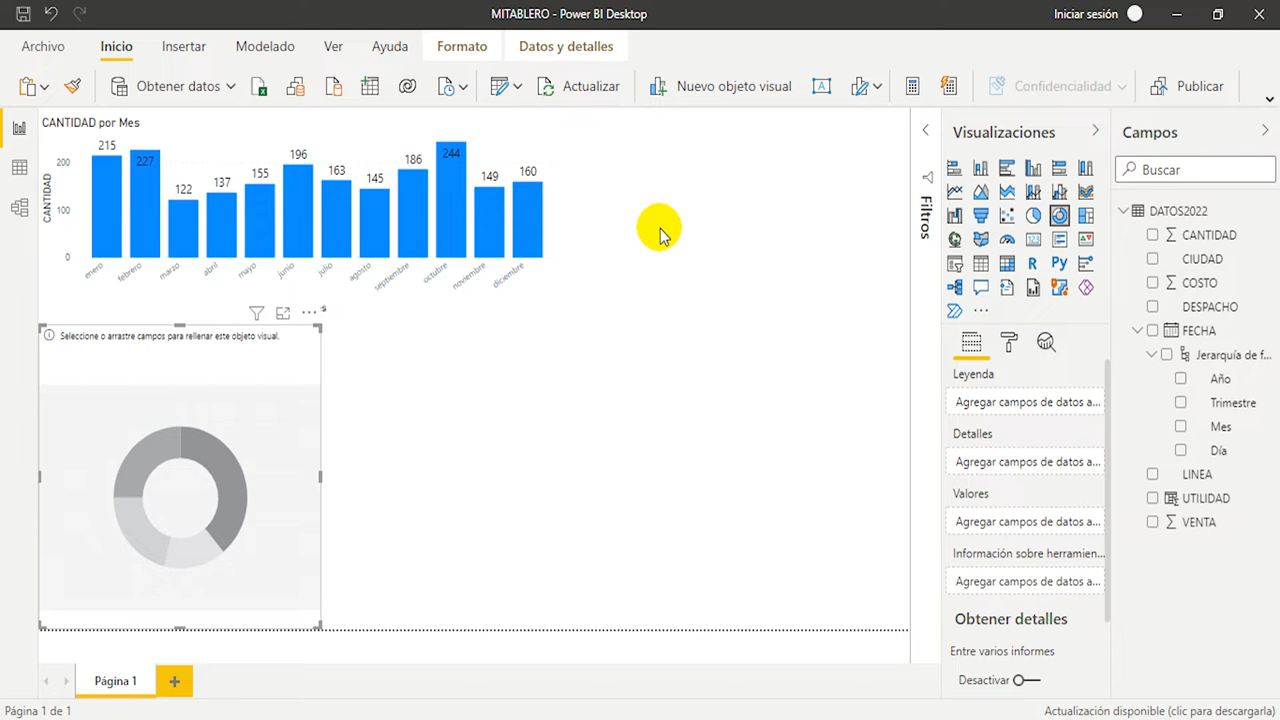 MITABLERO - Power BI Desktop
Iniciar sesión
Archivo
Inicio
Insertar
Modelado
Ver
Ayuda
Formato
Datos y detalles
Obtener datos
Actualizar
Nuevo objeto visual
Confidencialidad
Publicar
CANTIDAD por Mes
CANTIDAD
200
100
0
215
227
122
137
155
196
163
145
186
244
149
160
enero
febrero
marzo
abril
mayo
junio
julio
agosto
septiembre
octubre
noviembre
diciembre
Seleccione o arrastre campos para rellenar este objeto visual.
Filtros
Visualizaciones
R
Py
Leyenda
Agregar campos de datos a...
Detalles
Agregar campos de datos a...
Valores
Agregar campos de datos a...
Información sobre herramien...
Agregar campos de datos a...
Obtener detalles
Entre varios informes
Desactivar
Campos
Buscar
DATOS2022
CANTIDAD
CIUDAD
COSTO
DESPACHO
FECHA
Jerarquía de f...
Año
Trimestre
Mes
Día
LINEA
UTILIDAD
VENTA
Página 1
Página 1 de 1
Actualización disponible (clic para descargarla)